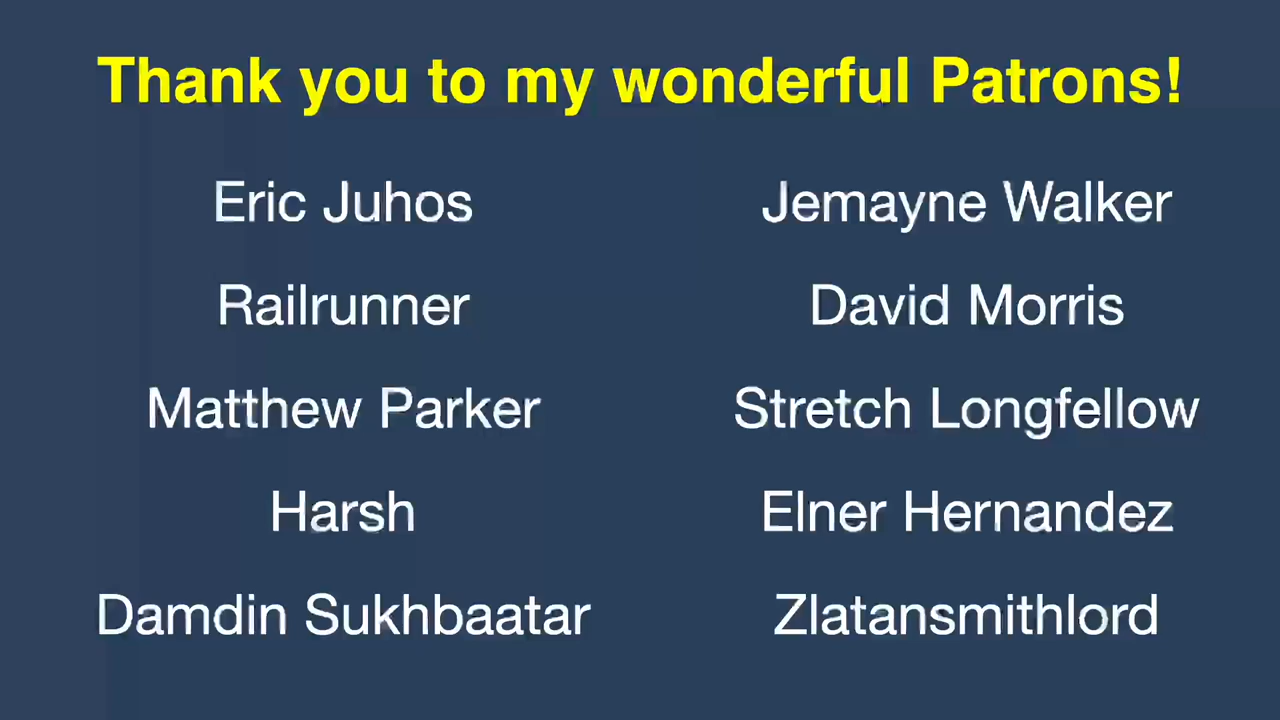 Thank you to my wonderful Patrons!
Eric Juhos
Jemayne Walker
Railrunner
David Morris
Matthew Parker
Stretch Longfellow
Harsh
Elner Hernandez
Damdin Sukhbaatar
Zlatansmithlord